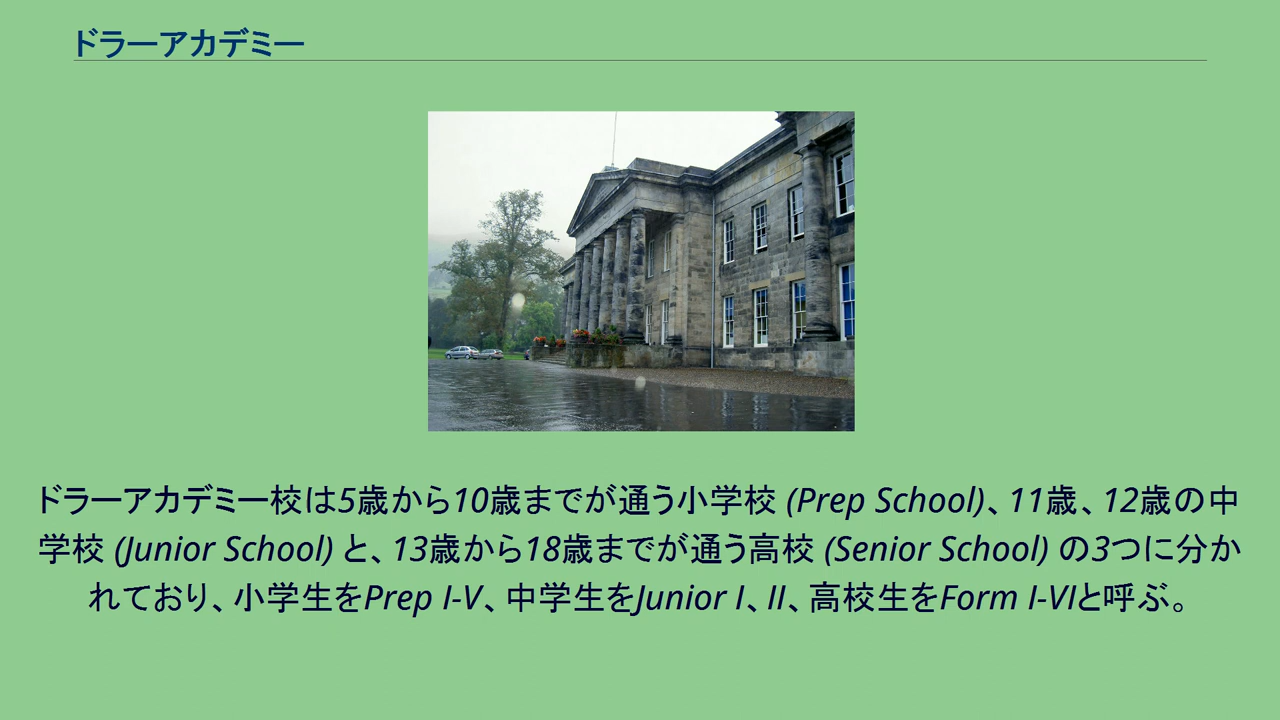 ドラーアカデミー
ドラーアカデミー校は5歳から10歳までが通う小学校 (Prep School)、11歳、12歳の中
学校 (Junior School) と、13歳から18歳までが通う高校 (Senior School) の3つに分か
れており、小学生をPrep I-V、中学生をJunior I、II、高校生をForm I-VIと呼ぶ。